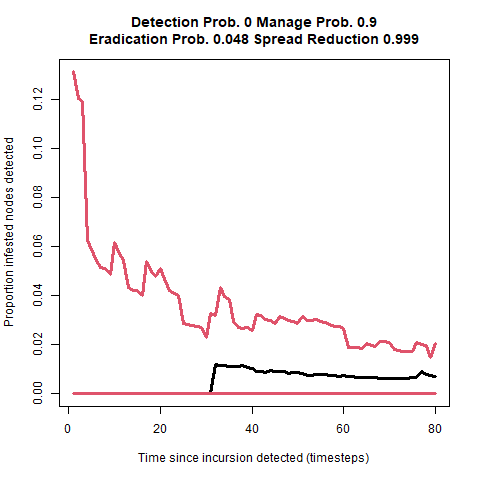 Detection Prob. 0 Manage Prob. 0.9
Eradication Prob. 0.048 Spread Reduction 0.999
Proportion infested nodes detected
0.12
0.10
0.08
0.06
0.04
0.02
0.00
0 20 40 60 80
Time since incursion detected (timesteps)